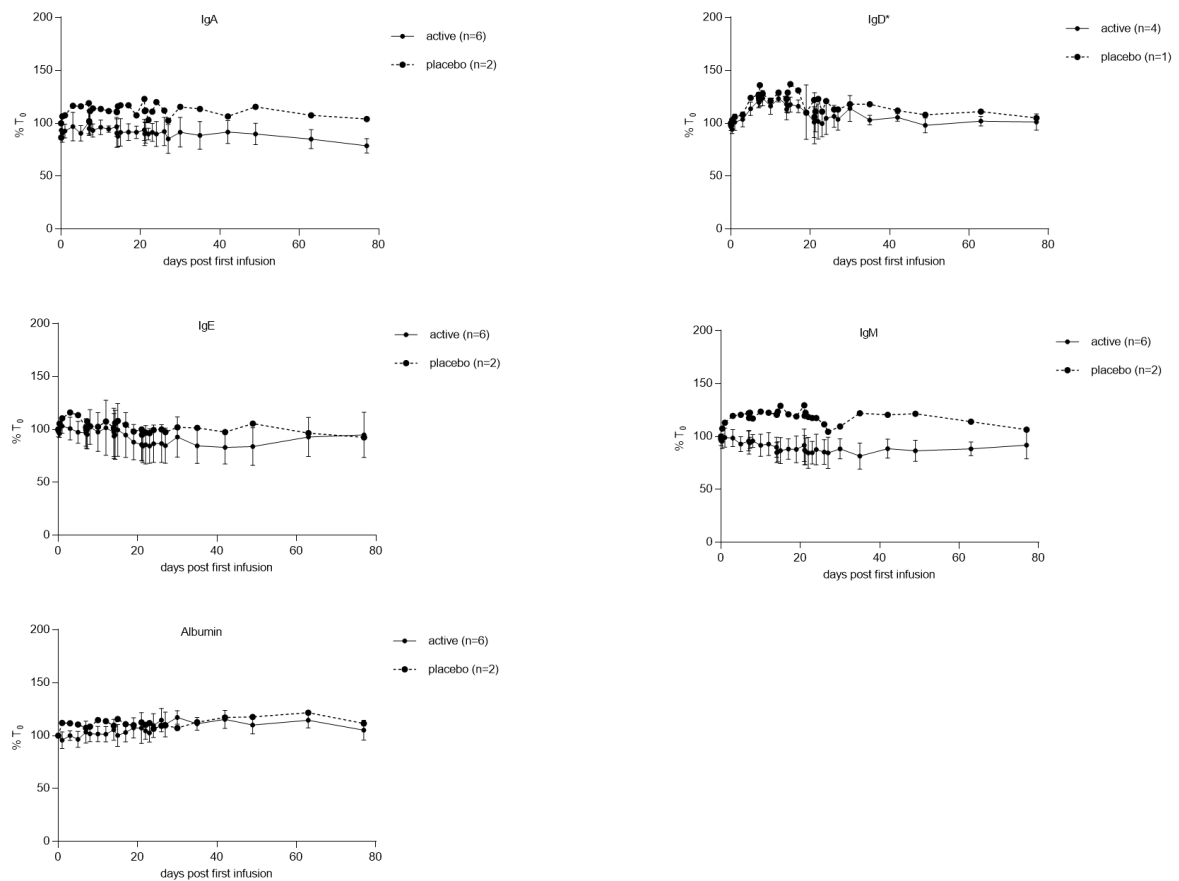 IgA
200
150
100
50
0
% T0
0 20 40 60 80
days post first infusion
active (n=6)
placebo (n=2)
IgD*
200
150
100
50
0
% T0
0 20 40 60 80
days post first infusion
active (n=4)
placebo (n=1)
IgE
200
150
100
50
0
% T0
0 20 40 60 80
days post first infusion
active (n=6)
placebo (n=2)
IgM
200
150
100
50
0
% T0
0 20 40 60 80
days post first infusion
active (n=6)
placebo (n=2)
Albumin
200
150
100
50
0
% T0
0 20 40 60 80
days post first infusion
active (n=6)
placebo (n=2)